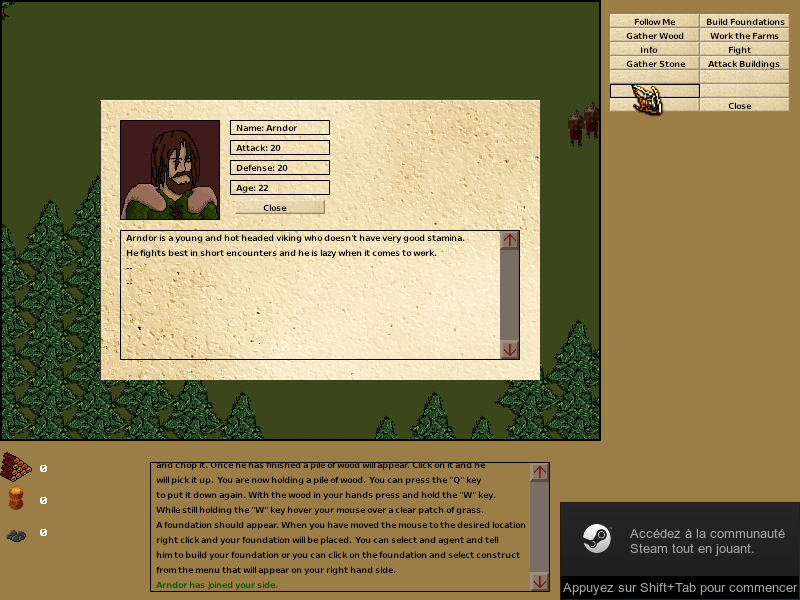 Follow Me
Build Foundations
Gather Wood
Work the Farms
Info
Fight
Gather Stone
Attack Buildings
Close
Name: Arndor
Attack: 20
Defense: 20
Age: 22
Close
Arndor is a young and hot headed viking who doesn't have very good stamina.
He fights best in short encounters and he is lazy when it comes to work.
--
--
0
0
0
and chop it. Once he has finished a pile of wood will appear. Click on it and he
will pick it up. You are now holding a pile of wood. You can press the "Q" key
to put it down again. With the wood in your hands press and hold the "W" key.
While still holding the "W" key hover your mouse over a clear patch of grass.
A foundation should appear. When you have moved the mouse to the desired location
right click and your foundation will be placed. You can select and agent and tell
him to build your foundation or you can click on the foundation and select construct
from the menu that will appear on your right hand side.
Arndor has joined your side.
Accédez à la communauté
Steam tout en jouant.
Appuyez sur Shift+Tab pour commencer